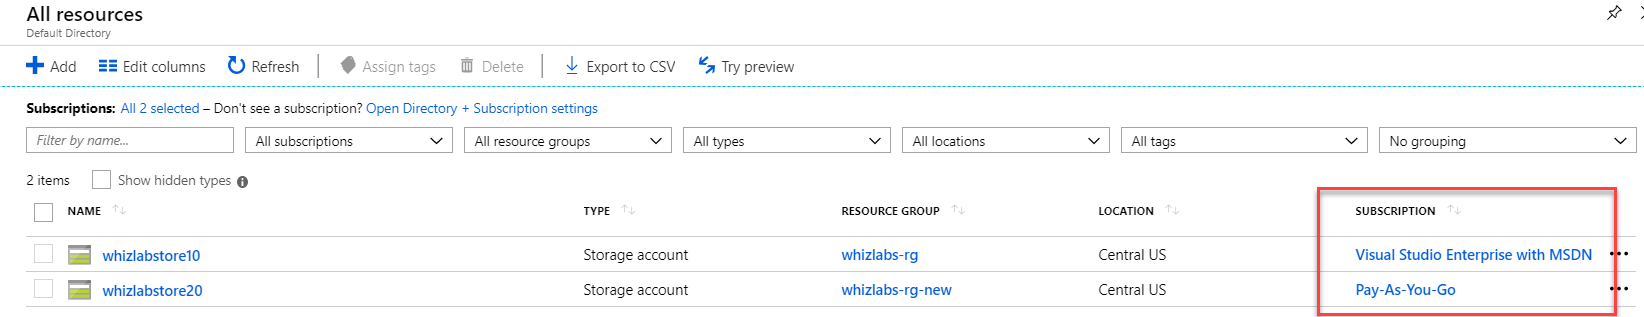 All resources
Default Directory
Add Edit columns Refresh Assign tags Delete Export to CSV Try preview
Subscriptions: All 2 selected – Don't see a subscription? Open Directory + Subscription settings
Filter by name... All subscriptions All resource groups All types All locations All tags No grouping
2 items Show hidden types
NAME TYPE RESOURCE GROUP LOCATION SUBSCRIPTION
whizlabstore10 Storage account whizlabs-rg Central US Visual Studio Enterprise with MSDN
whizlabstore20 Storage account whizlabs-rg-new Central US Pay-As-You-Go